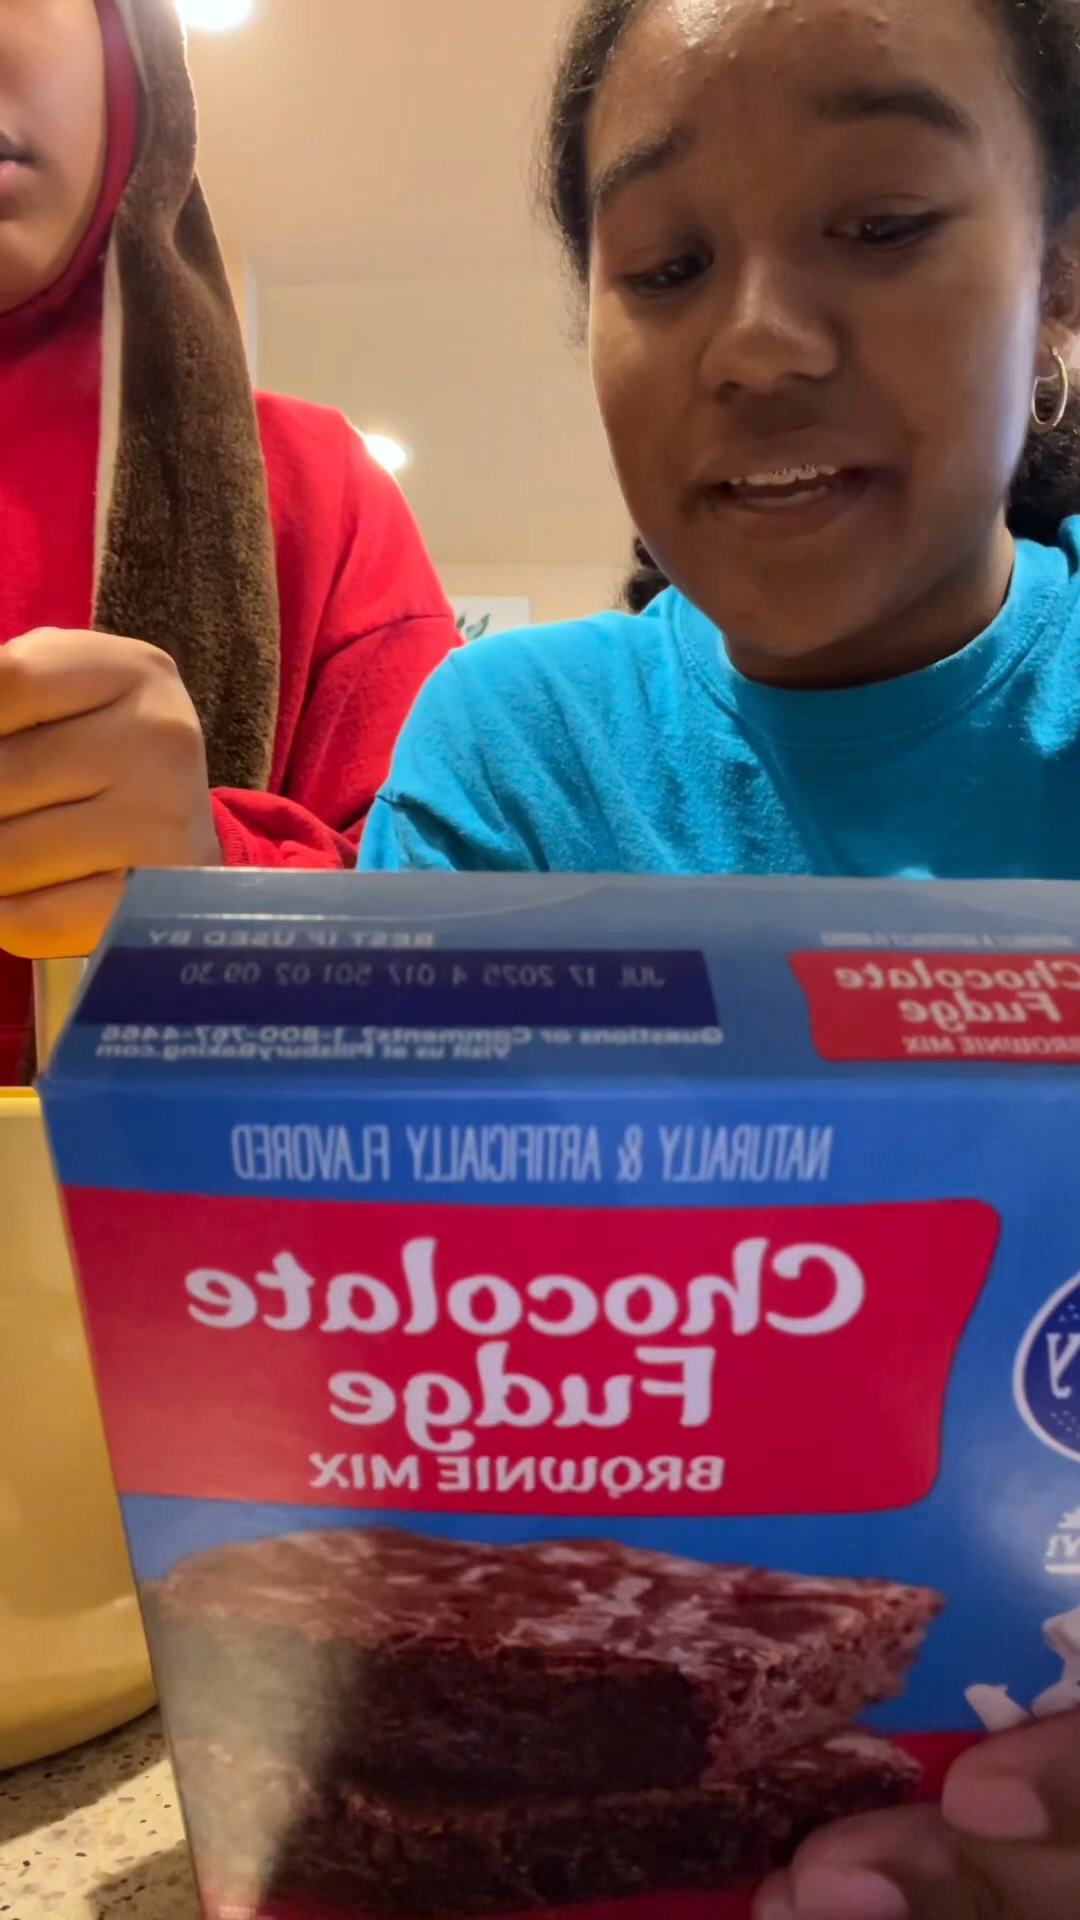 BEST IF USED BY
JUL 17 2025 4 017 501 02 09:30
Questions or Comments? 1-800-767-4466
Visit us at PillsburyBaking.com
Chocolate
Fudge
BROWNIE MIX
NATURALLY & ARTIFICIALLY FLAVORED
Chocolate
Fudge
BROWNIE MIX